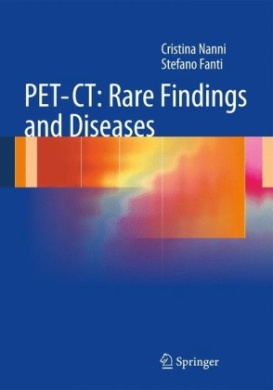 Cristina Nanni
Stefano Fanti
PET-CT: Rare Findings
and Diseases
Springer